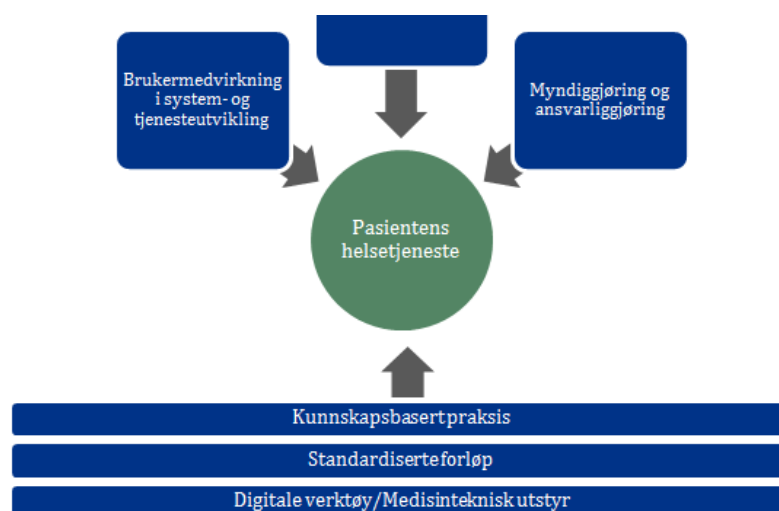 Brukermedvirkning
i system- og
tjenesteutvikling
Myndiggjøring og
ansvarliggjøring
Pasientens
helsetjeneste
Kunnskapsbasert praksis
Standardiserte forløp
Digitale verktøy/Medisinteknisk utstyr